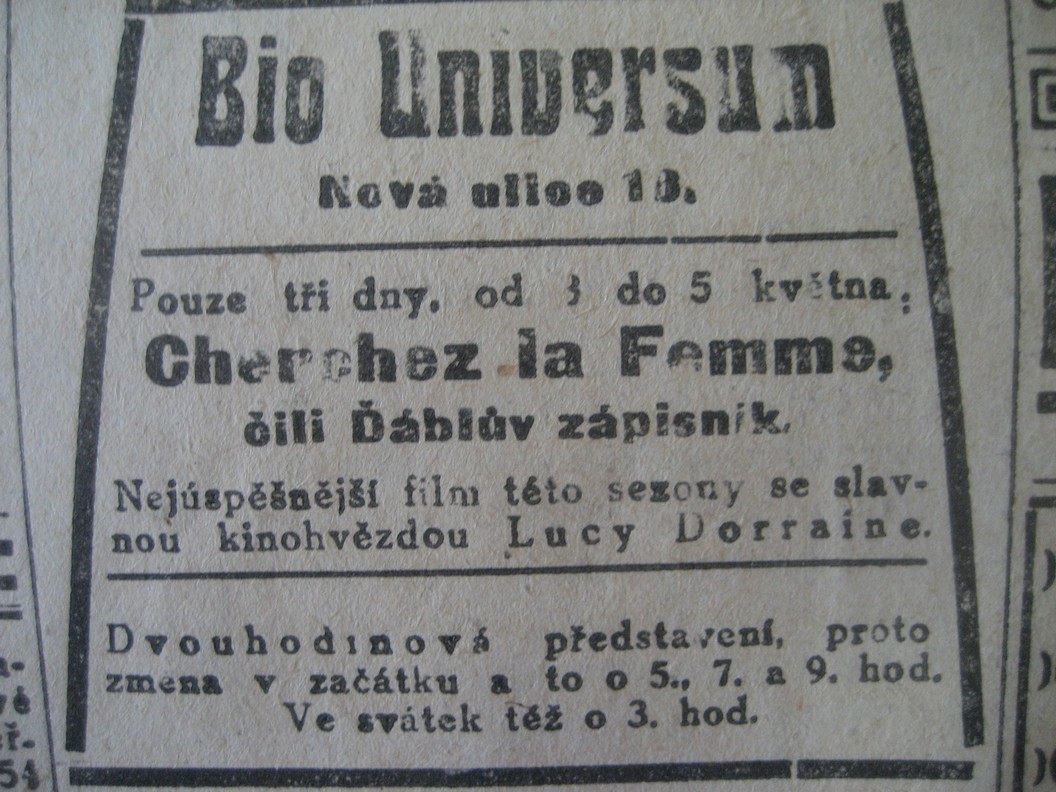 Bio Universum
Nová ulice 13.
Pouze tři dny, od 3 do 5 května,
Cherchez la Femme,
čili Ďáblův zápisník.
Nejúspěšnější film této sezony se slav-
nou kinohvězdou Lucy Dorraine.
Dvouhodinová představení, proto
zmena v začátku a to o 5., 7. a 9. hod.
Ve svátek též o 3. hod.